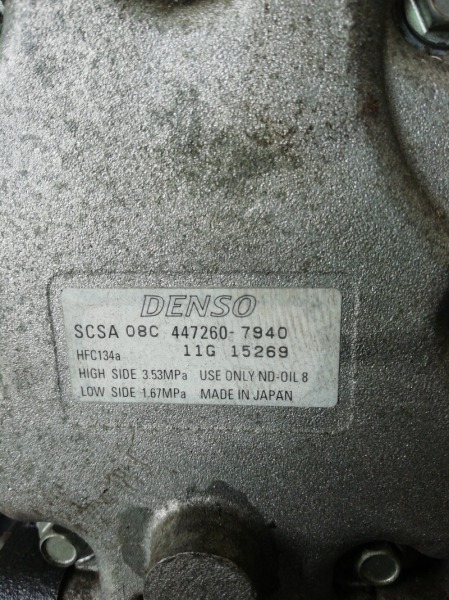 DENSO
SCSA 08C 447260-7940
HFC134a 11G 15269
HIGH SIDE 3.53MPa USE ONLY ND-OIL 8
LOW SIDE 1.67MPa MADE IN JAPAN